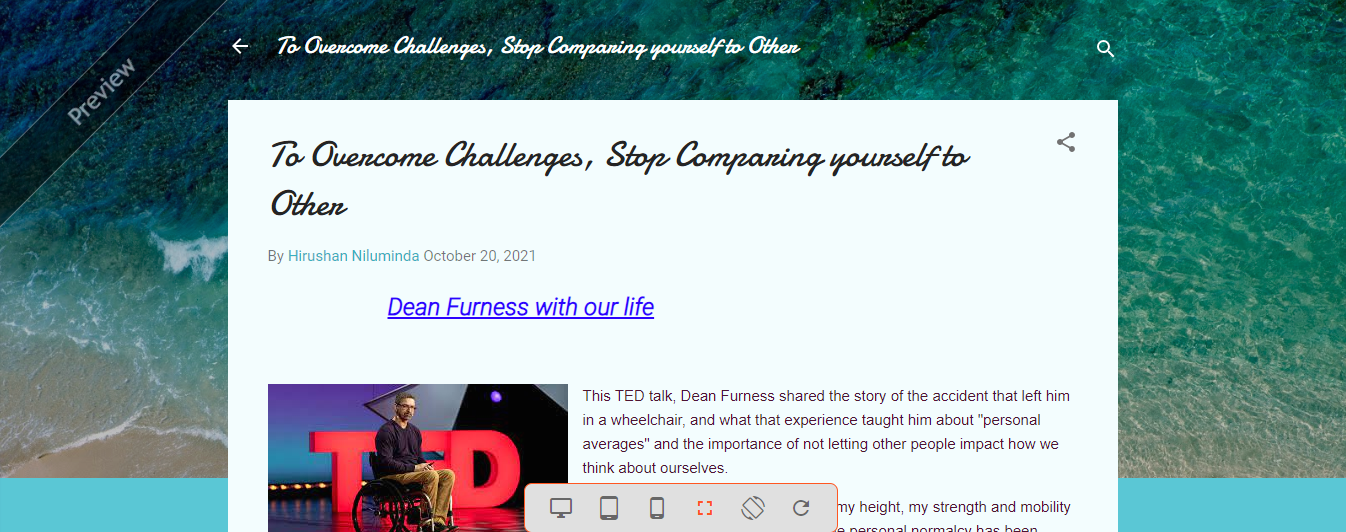 Preview
To Overcome Challenges, Stop Comparing yourself to Other
To Overcome Challenges, Stop Comparing yourself to
Other
By Hirushan Niluminda October 20, 2021
Dean Furness with our life
This TED talk, Dean Furness shared the story of the accident that left him
in a wheelchair, and what that experience taught him about "personal
averages" and the importance of not letting other people impact how we
think about ourselves.
TED
my height, my strength and mobility
personal normalcy has been